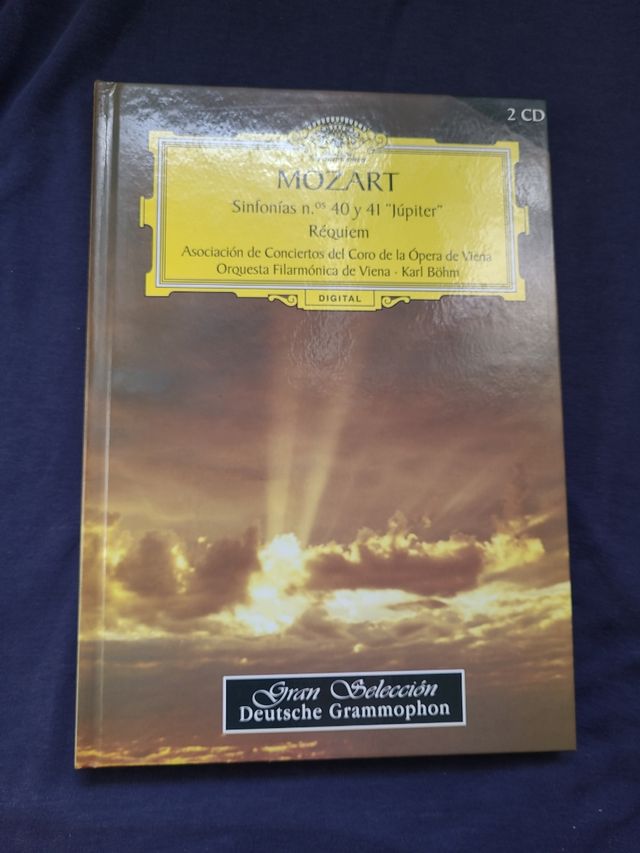 2 CD
MOZART
Sinfonías n.ºs 40 y 41 "Júpiter"
Réquiem
Asociación de Conciertos del Coro de la Ópera de Viena
Orquesta Filarmónica de Viena · Karl Böhm
DIGITAL
Gran Selección
Deutsche Grammophon